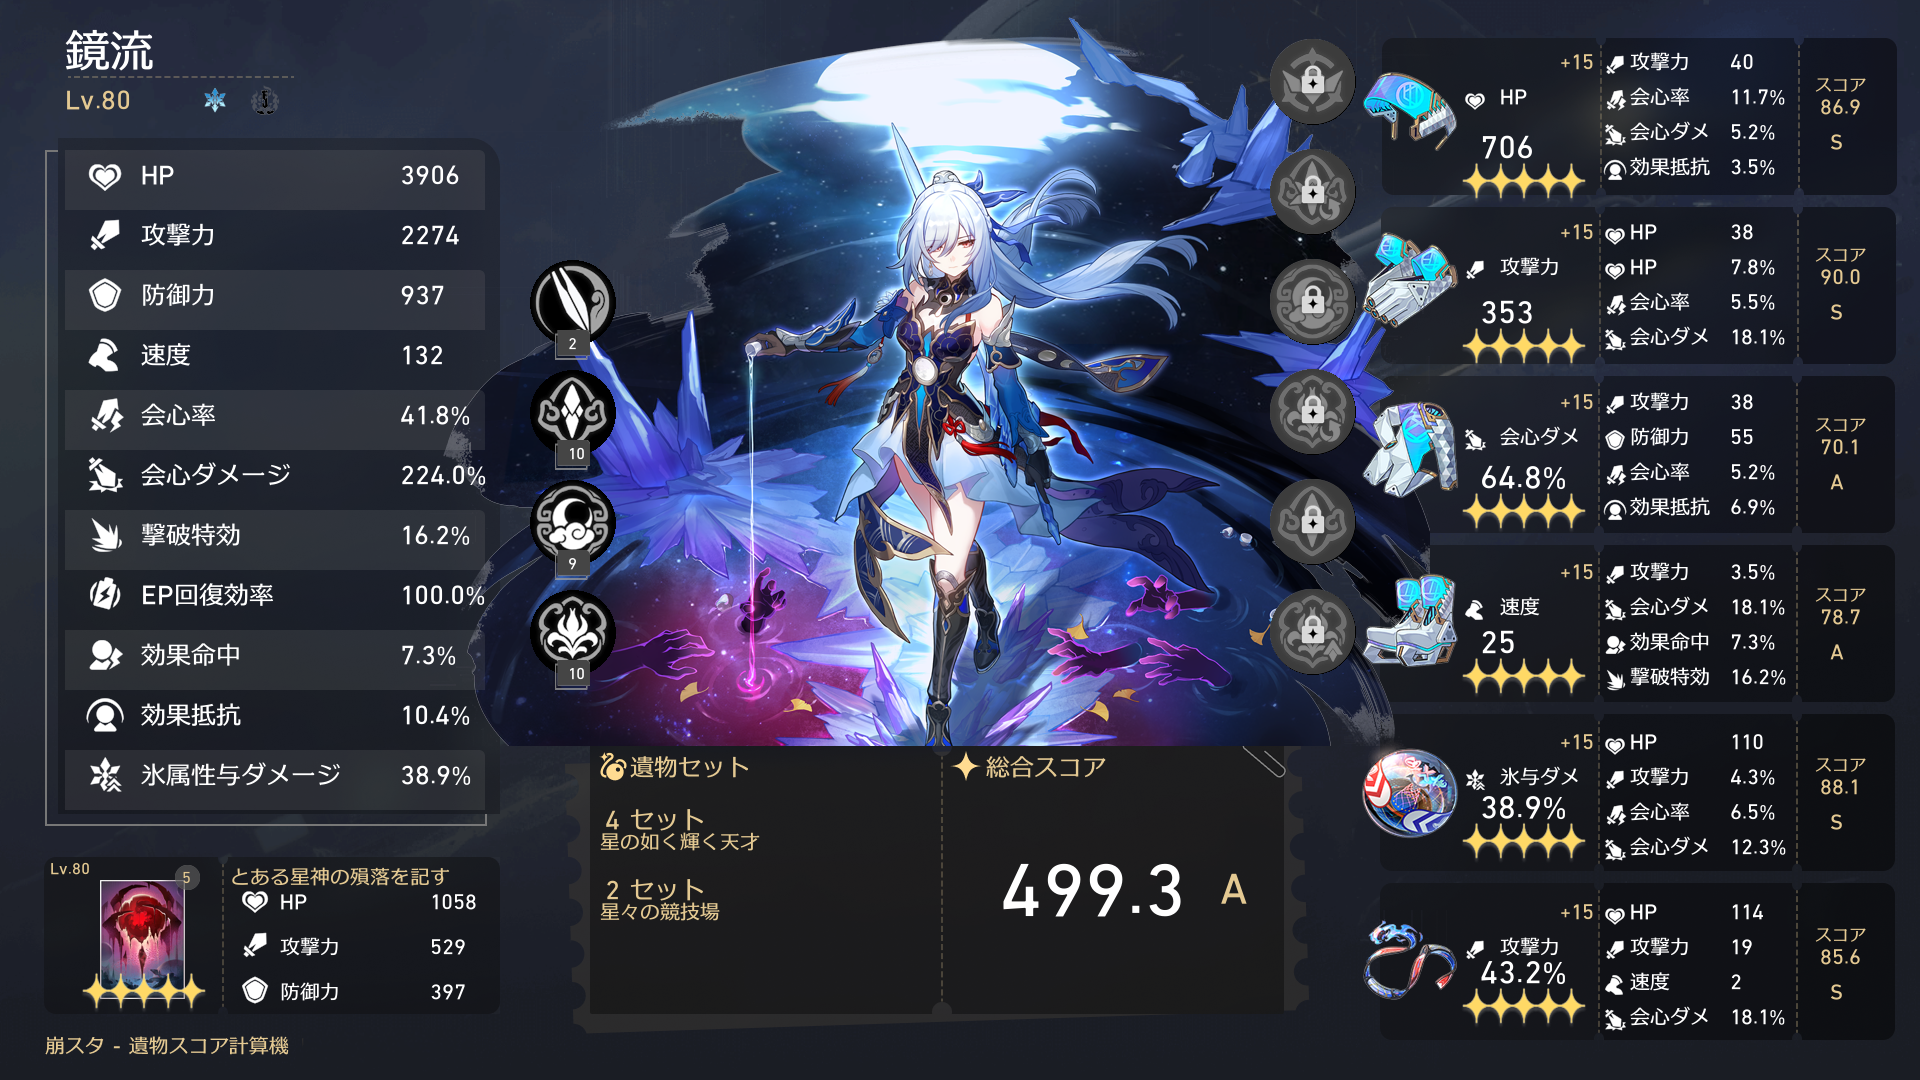 鏡流
Lv.80
HP 3906
攻撃力 2274
防御力 937
速度 132
会心率 41.8%
会心ダメージ 224.0%
撃破特効 16.2%
EP回復効率 100.0%
効果命中 7.3%
効果抵抗 10.4%
氷属性与ダメージ 38.9%
Lv.80
5
とある星神の殞落を記す
HP 1058
攻撃力 529
防御力 397
崩スタ - 遺物スコア計算機
2
10
9
10
遺物セット
4 セット
星の如く輝く天才
2 セット
星々の競技場
総合スコア
499.3 A
+15
HP
706
攻撃力 40
会心率 11.7%
会心ダメ 5.2%
効果抵抗 3.5%
スコア
86.9
S
+15
攻撃力
353
HP 38
HP 7.8%
会心率 5.5%
会心ダメ 18.1%
スコア
90.0
S
+15
会心ダメ
64.8%
攻撃力 38
防御力 55
会心率 5.2%
効果抵抗 6.9%
スコア
70.1
A
+15
速度
25
攻撃力 3.5%
会心ダメ 18.1%
効果命中 7.3%
撃破特効 16.2%
スコア
78.7
A
+15
氷与ダメ
38.9%
HP 110
攻撃力 4.3%
会心率 6.5%
会心ダメ 12.3%
スコア
88.1
S
+15
攻撃力
43.2%
HP 114
攻撃力 19
速度 2
会心ダメ 18.1%
スコア
85.6
S